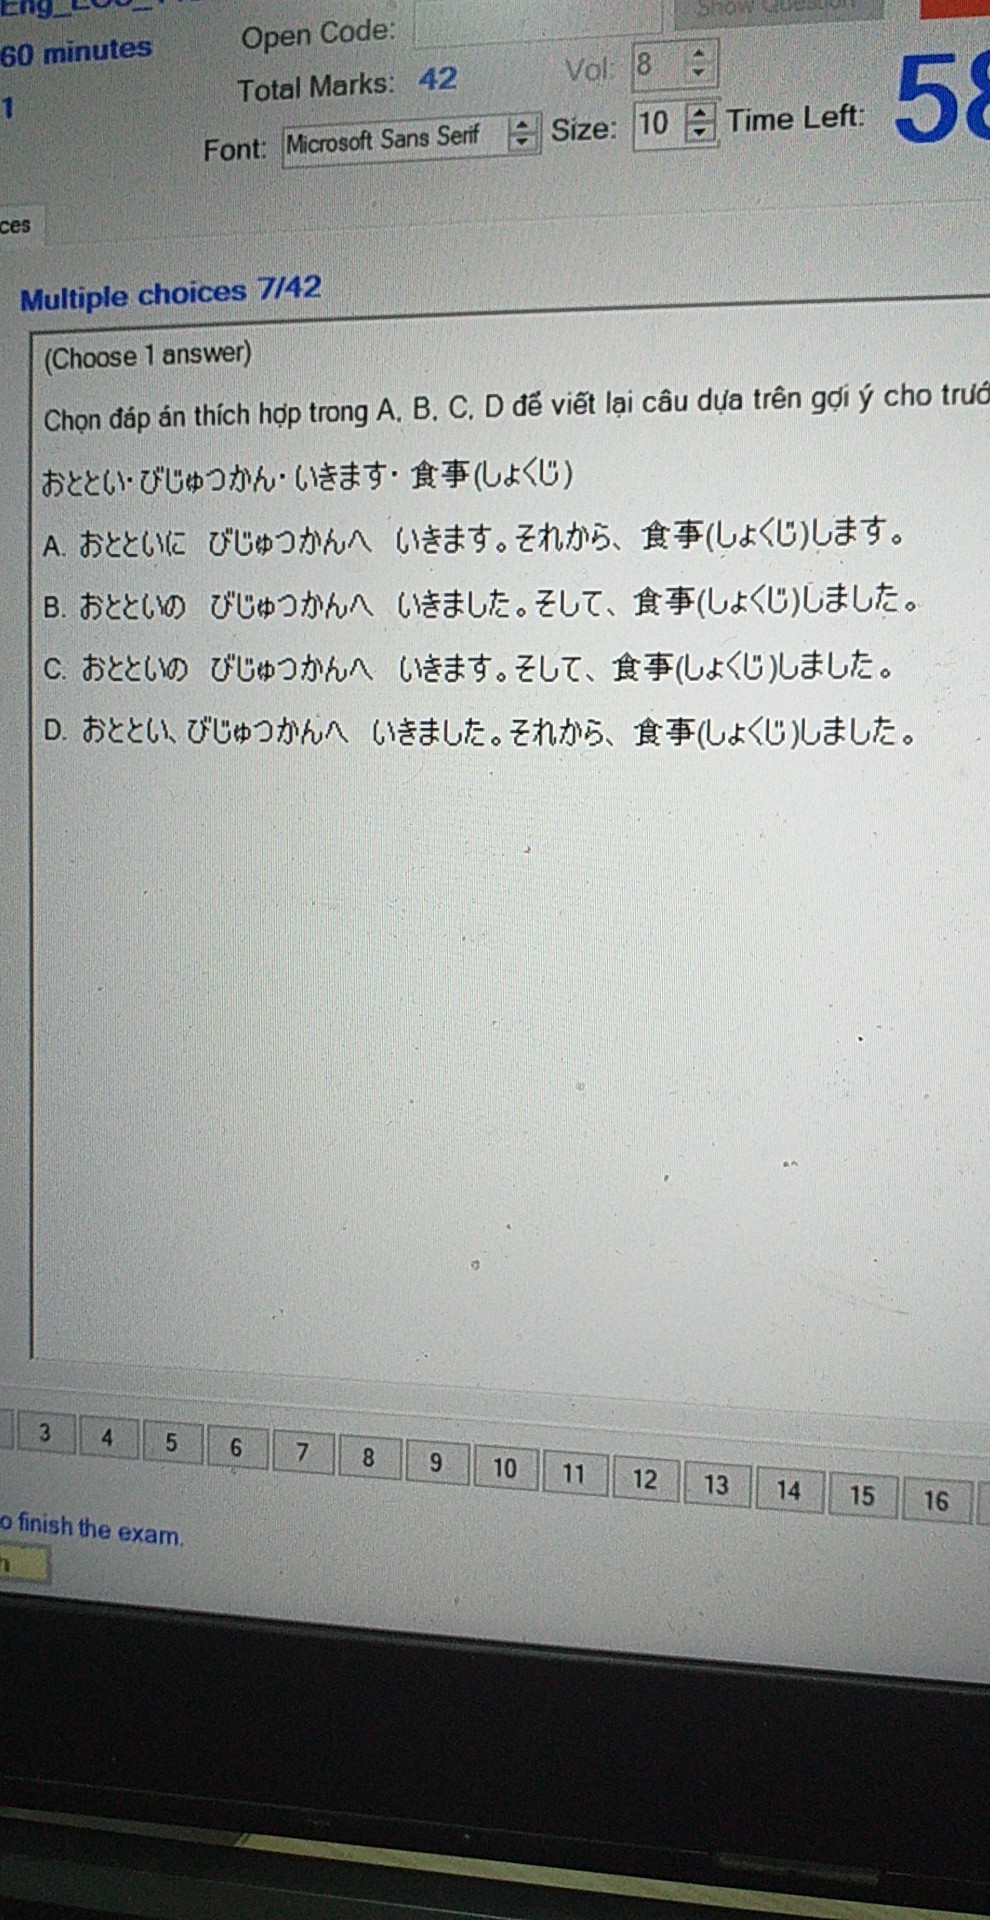 60 minutes
Open Code:
Show Question
1
Total Marks: 42
Vol: 8
Font: Microsoft Sans Serif
Size: 10
Time Left:
ces
Multiple choices 7/42
(Choose 1 answer)
Chọn đáp án thích hợp trong A, B, C, D để viết lại câu dựa trên gợi ý cho
おととい・びじゅつかん・いきます・食事(しょくじ)
A. おとといに びじゅつかんへ いきます。それから、食事(しょくじ)します。
B. おとといの びじゅつかんへ いきました。そして、食事(しょくじ)しました。
C. おとといの びじゅつかんへ いきます。そして、食事(しょくじ)しました。
D. おととい、びじゅつかんへ いきました。それから、食事(しょくじ)しました。
3 4 5 6 7 8 9 10 11 12 13 14 15 16
o finish the exam.